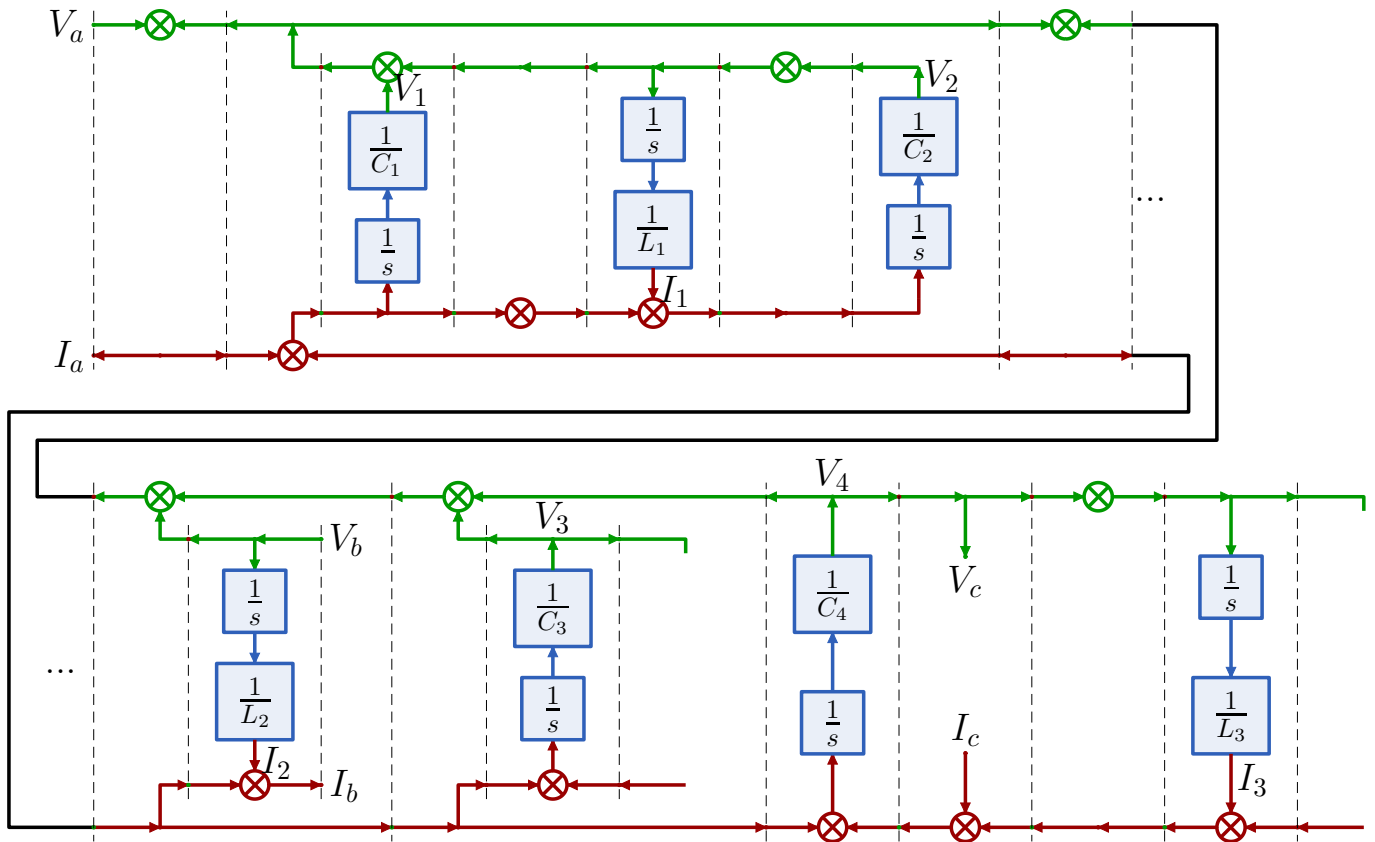 V_a
V_1
V_2
1/C_1
1/s
1/C_2
1/s
1/L_1
1/s
...
I_1
I_a
V_4
V_3
V_b
V_c
1/s
1/C_3
1/C_4
1/s
...
1/L_2
1/s
1/s
1/L_3
I_2
I_b
I_c
I_3